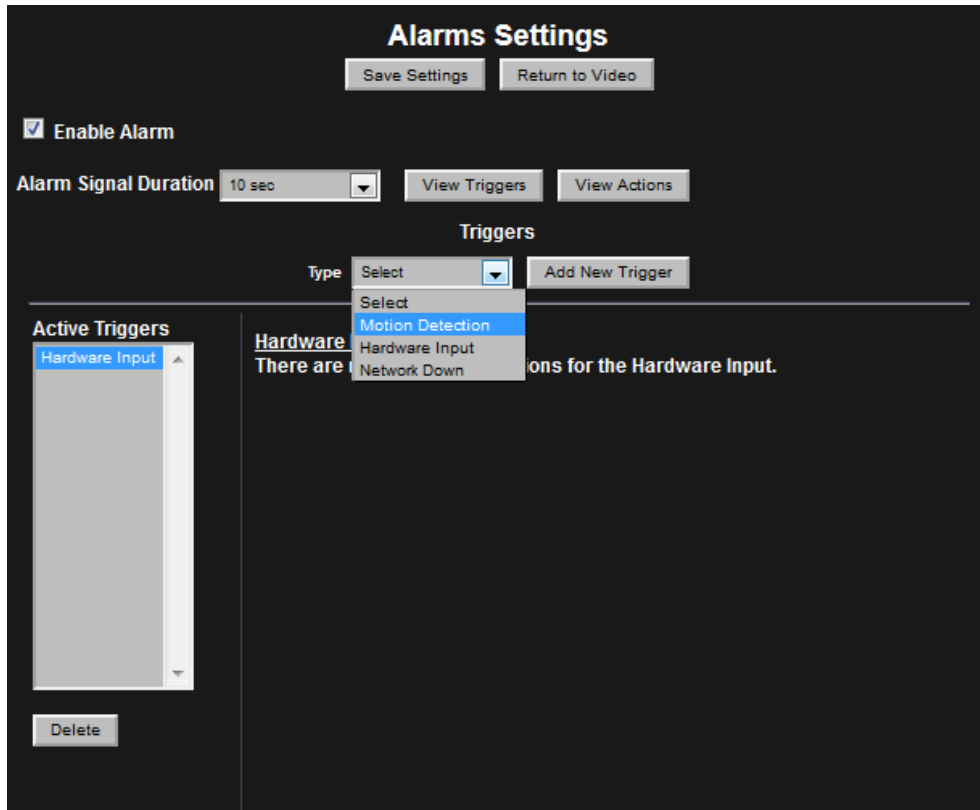 Alarms Settings
Save Settings Return to Video
Enable Alarm
Alarm Signal Duration 10 sec View Triggers View Actions
Triggers
Type Select Add New Trigger
Select
Motion Detection
Hardware Input
Network Down
Active Triggers
Hardware Input
Hardware
There are ions for the Hardware Input.
Delete